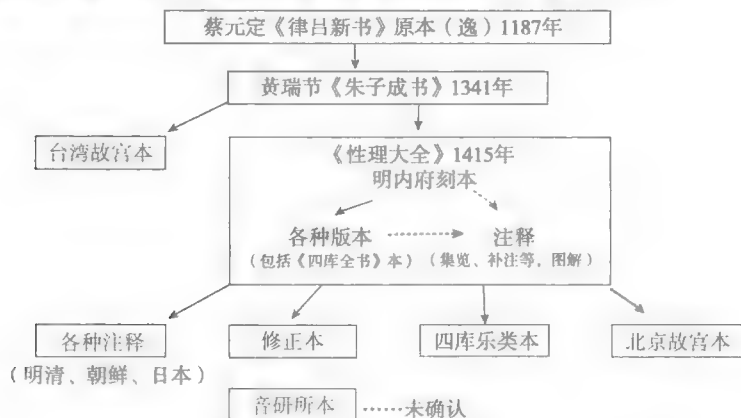 蔡元定《律吕新书》原本（逸）1187年
黄瑞节《朱子成书》1341年
台湾故宫本
《性理大全》1415年
明内府刻本
各种版本 注释
（包括《四库全书》本）（集览、补注等，图解）
各种注释 修正本 四库乐类本 北京故宫本
（明清、朝鲜、日本）
音研所本 ……未确认